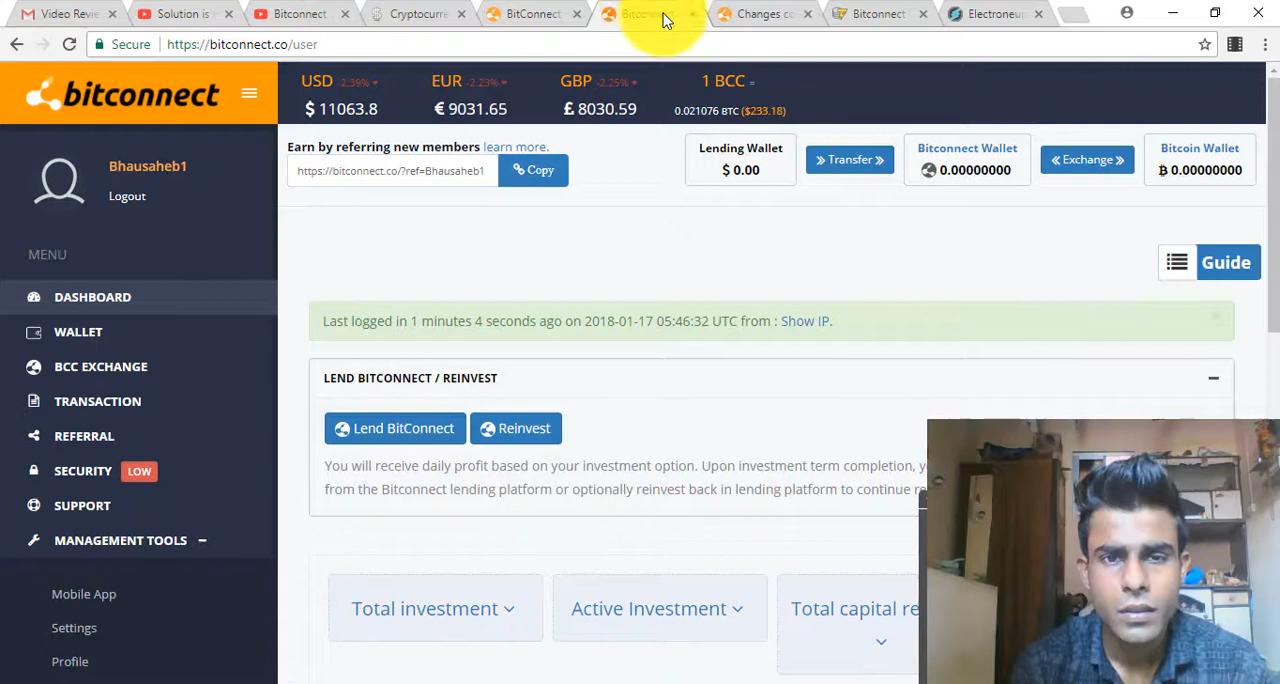 Video Revie
Solution is
Bitconnect
Cryptocurre
BitConnect
Changes co
Bitconnect
Electroneum
Secure https://bitconnect.co/user
bitconnect
USD -2.39%
EUR -2.23%
GBP -2.25%
1 BCC =
$ 11063.8
€ 9031.65
£ 8030.59
0.021076 BTC ($233.18)
Earn by referring new members learn more.
https://bitconnect.co/?ref=Bhausaheb1
Copy
Lending Wallet
$ 0.00
Transfer
Bitconnect Wallet
0.00000000
Exchange
Bitcoin Wallet
0.00000000
Bhausaheb1
Logout
MENU
DASHBOARD
WALLET
BCC EXCHANGE
TRANSACTION
REFERRAL
SECURITY LOW
SUPPORT
MANAGEMENT TOOLS
Mobile App
Settings
Profile
Guide
Last logged in 1 minutes 4 seconds ago on 2018-01-17 05:46:32 UTC from : Show IP.
LEND BITCONNECT / REINVEST
Lend BitConnect
Reinvest
You will receive daily profit based on your investment option. Upon investment term completion,
from the Bitconnect lending platform or optionally reinvest back in lending platform to continue
Total investment
Active Investment
Total capital re